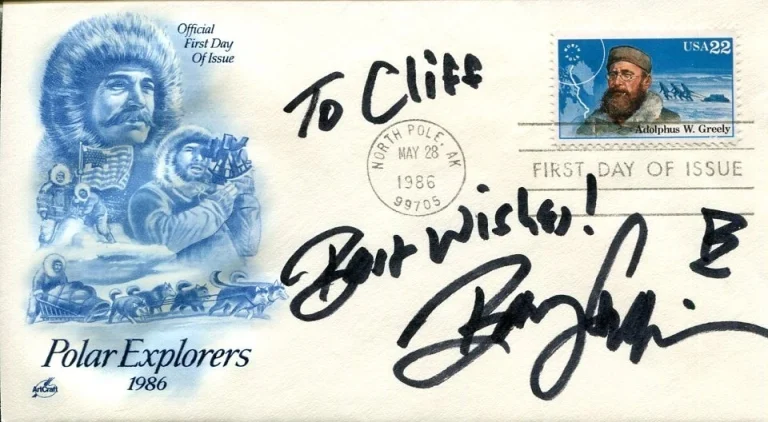 Official
First Day
Of Issue
To Cliff
USA 22
Adolphus W. Greely
NORTH POLE, AK
MAY 28
1986
99705
FIRST DAY OF ISSUE
Best Wishes!
Polar Explorers
1986
ArtCraft